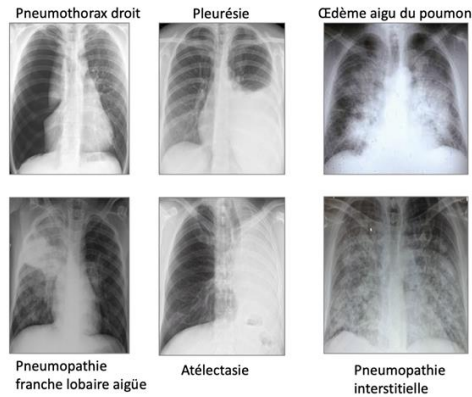 Pneumothorax droit
Pleurésie
Œdème aigu du poumon
Pneumopathie
franche lobaire aigüe
Atélectasie
Pneumopathie
interstitielle